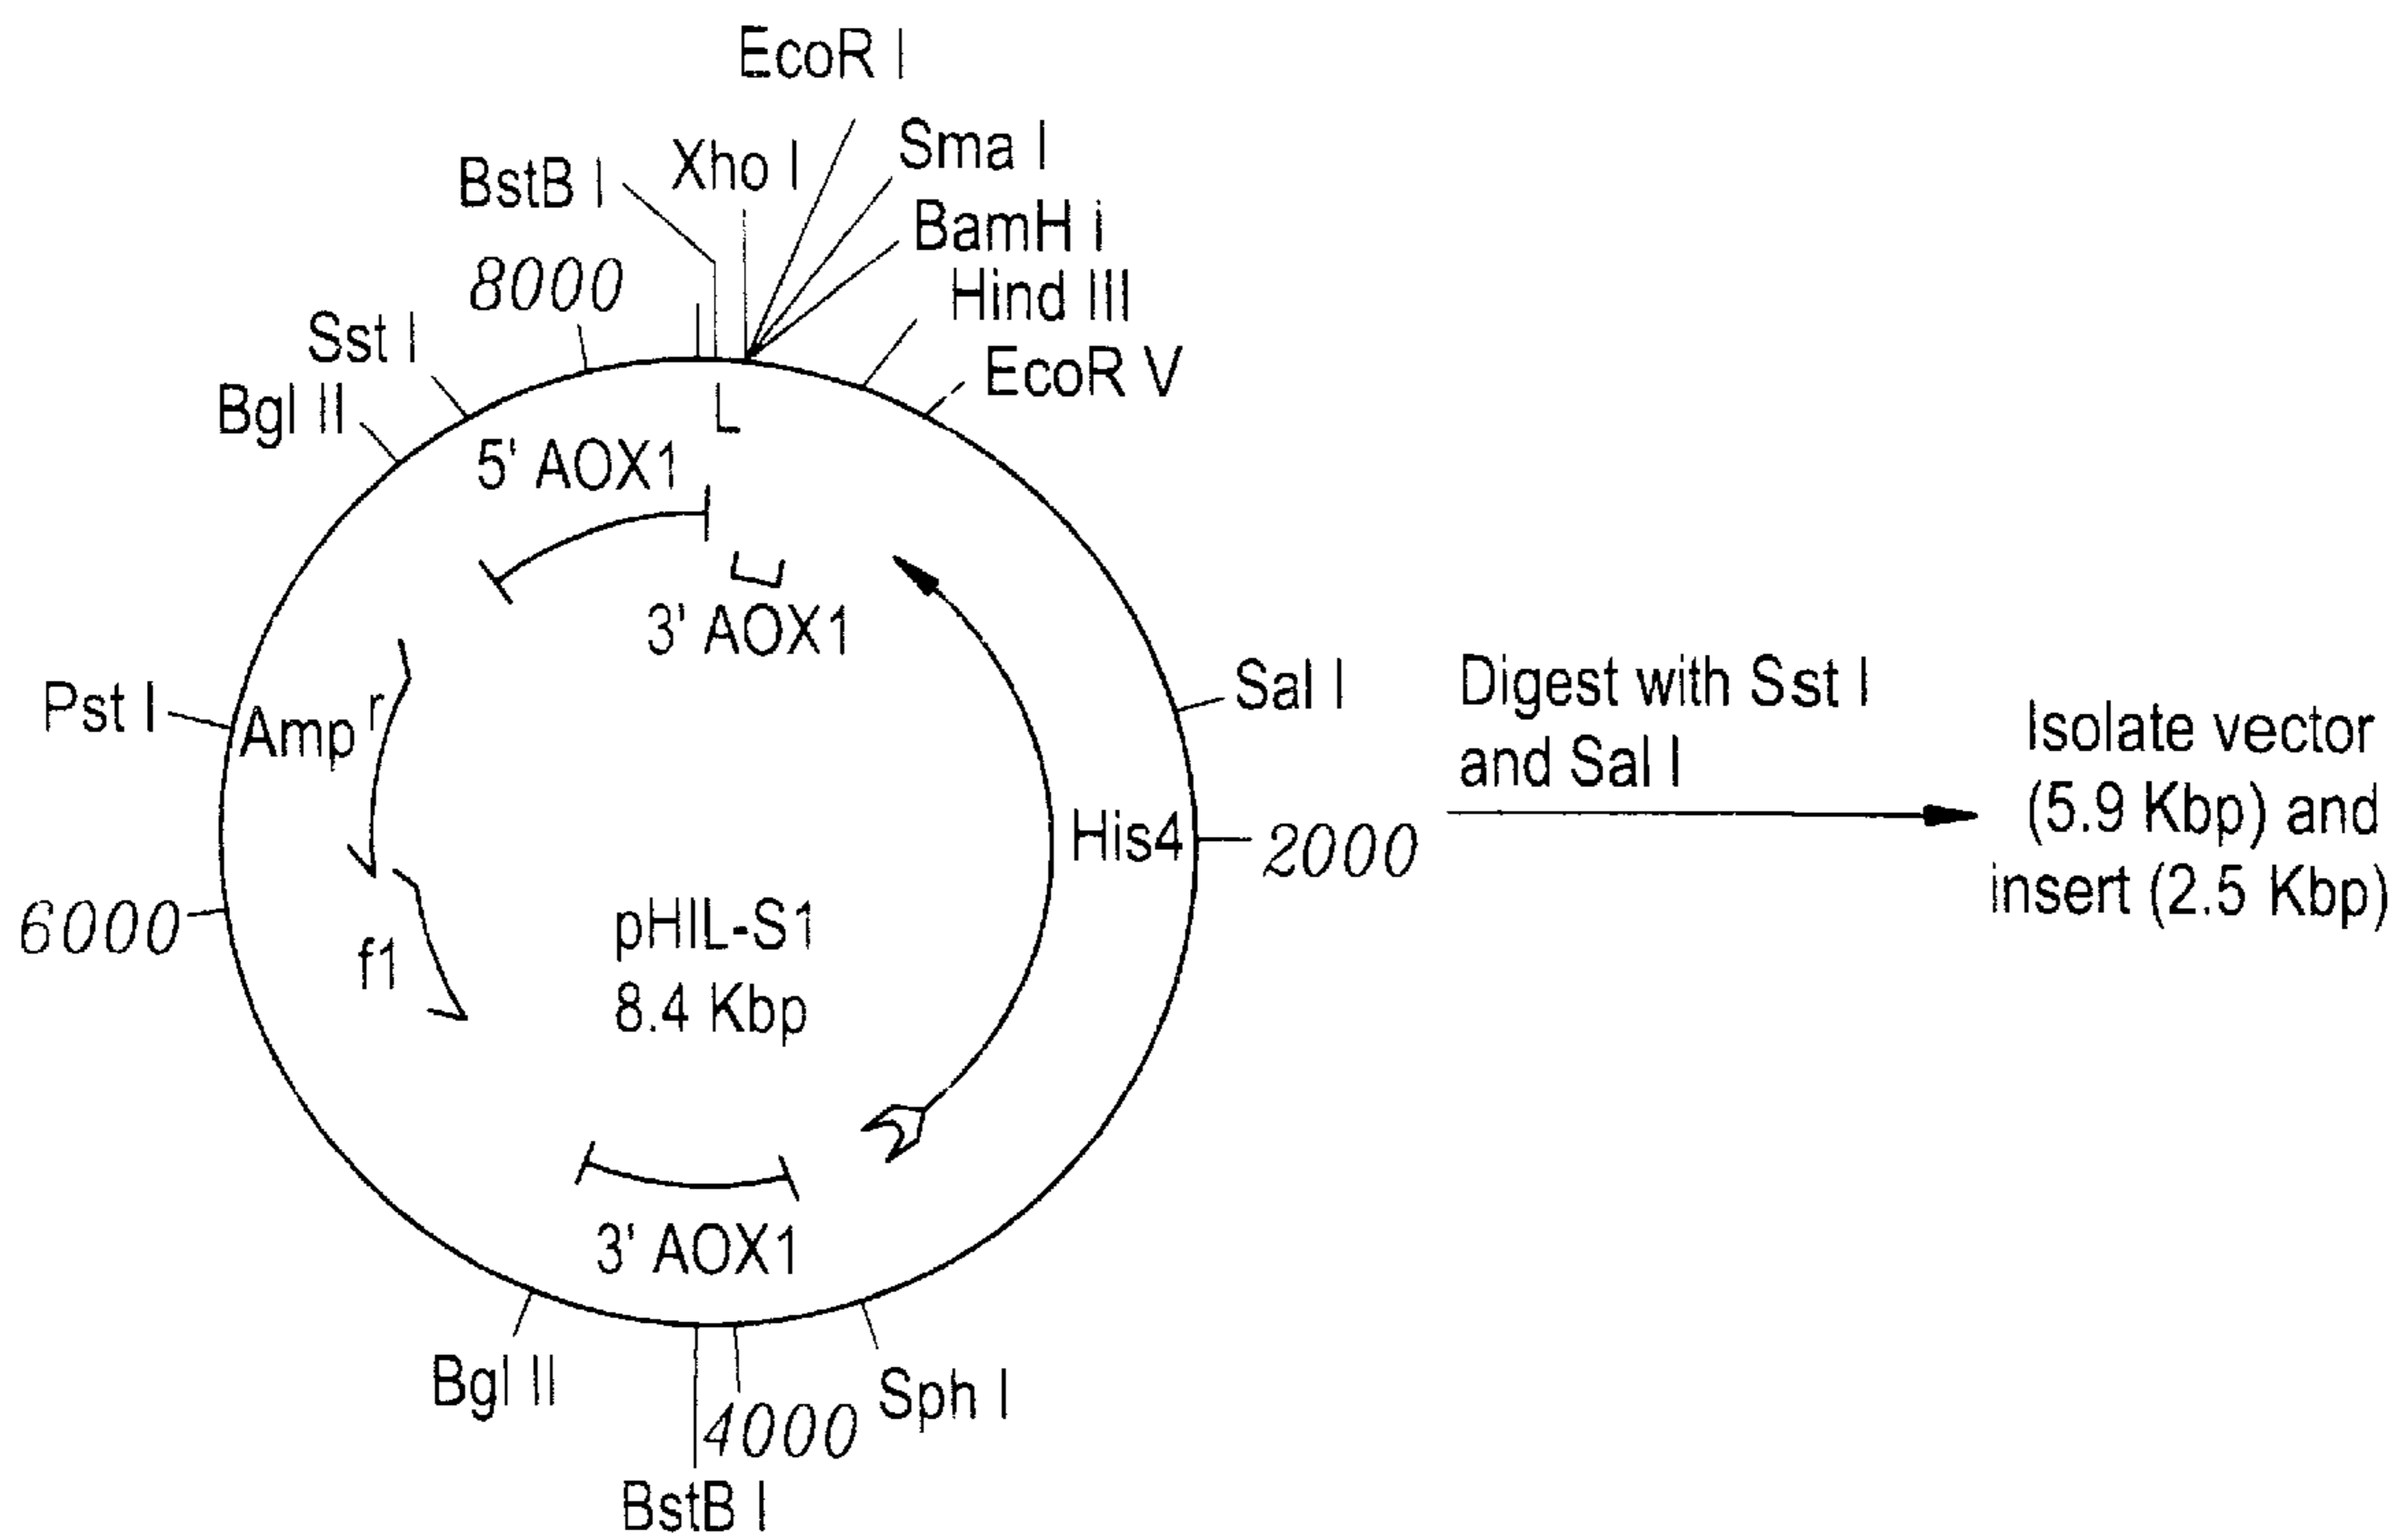 EcoR I
Sma I
Xho I
BstB I
BamH i
8000
Hind III
Sst I
EcoR V
Bgl II
L
5' AOX1
3' AOX1
Sal I
Pst I
Amp r
His4
2000
6000
f1
pHIL-S1
8.4 Kbp
3' AOX1
Bgl II
Sph I
4000
BstB I
Digest with Sst I
and Sal I
Isolate vector
(5.9 Kbp) and
insert (2.5 Kbp)